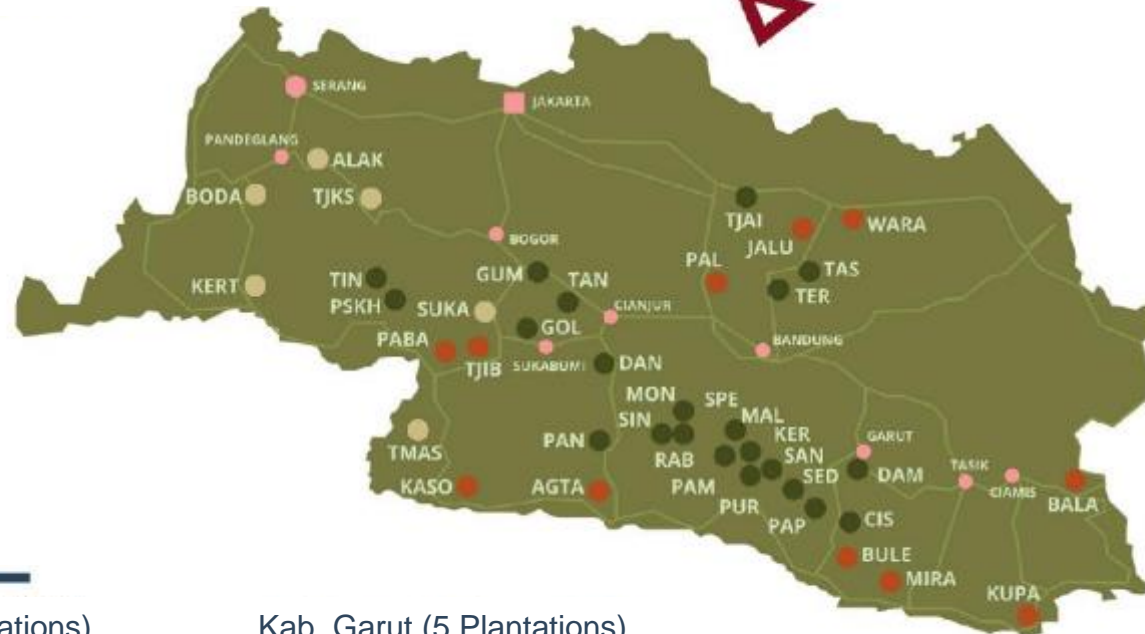 SERANG
JAKARTA
PANDEGLANG
ALAK
BODA
TJKS
TJAI
WARA
JALU
BOGOR
PAL
TAS
GUM
TAN
TIN
KERT
TER
PSKH
SUKA
CIANJUR
GOL
PABA
BANDUNG
TJIB
SUKABUMI
DAN
MON
SPE
SIN
MAL
KER
GARUT
PAN
TMAS
RAB
SAN
TASIK
SED
DAM
KASO
AGTA
PAM
CIAMIS
BALA
PUR
PAP
CIS
BULE
MIRA
KUPA
ations)
Kab. Garut (5 Plantations)